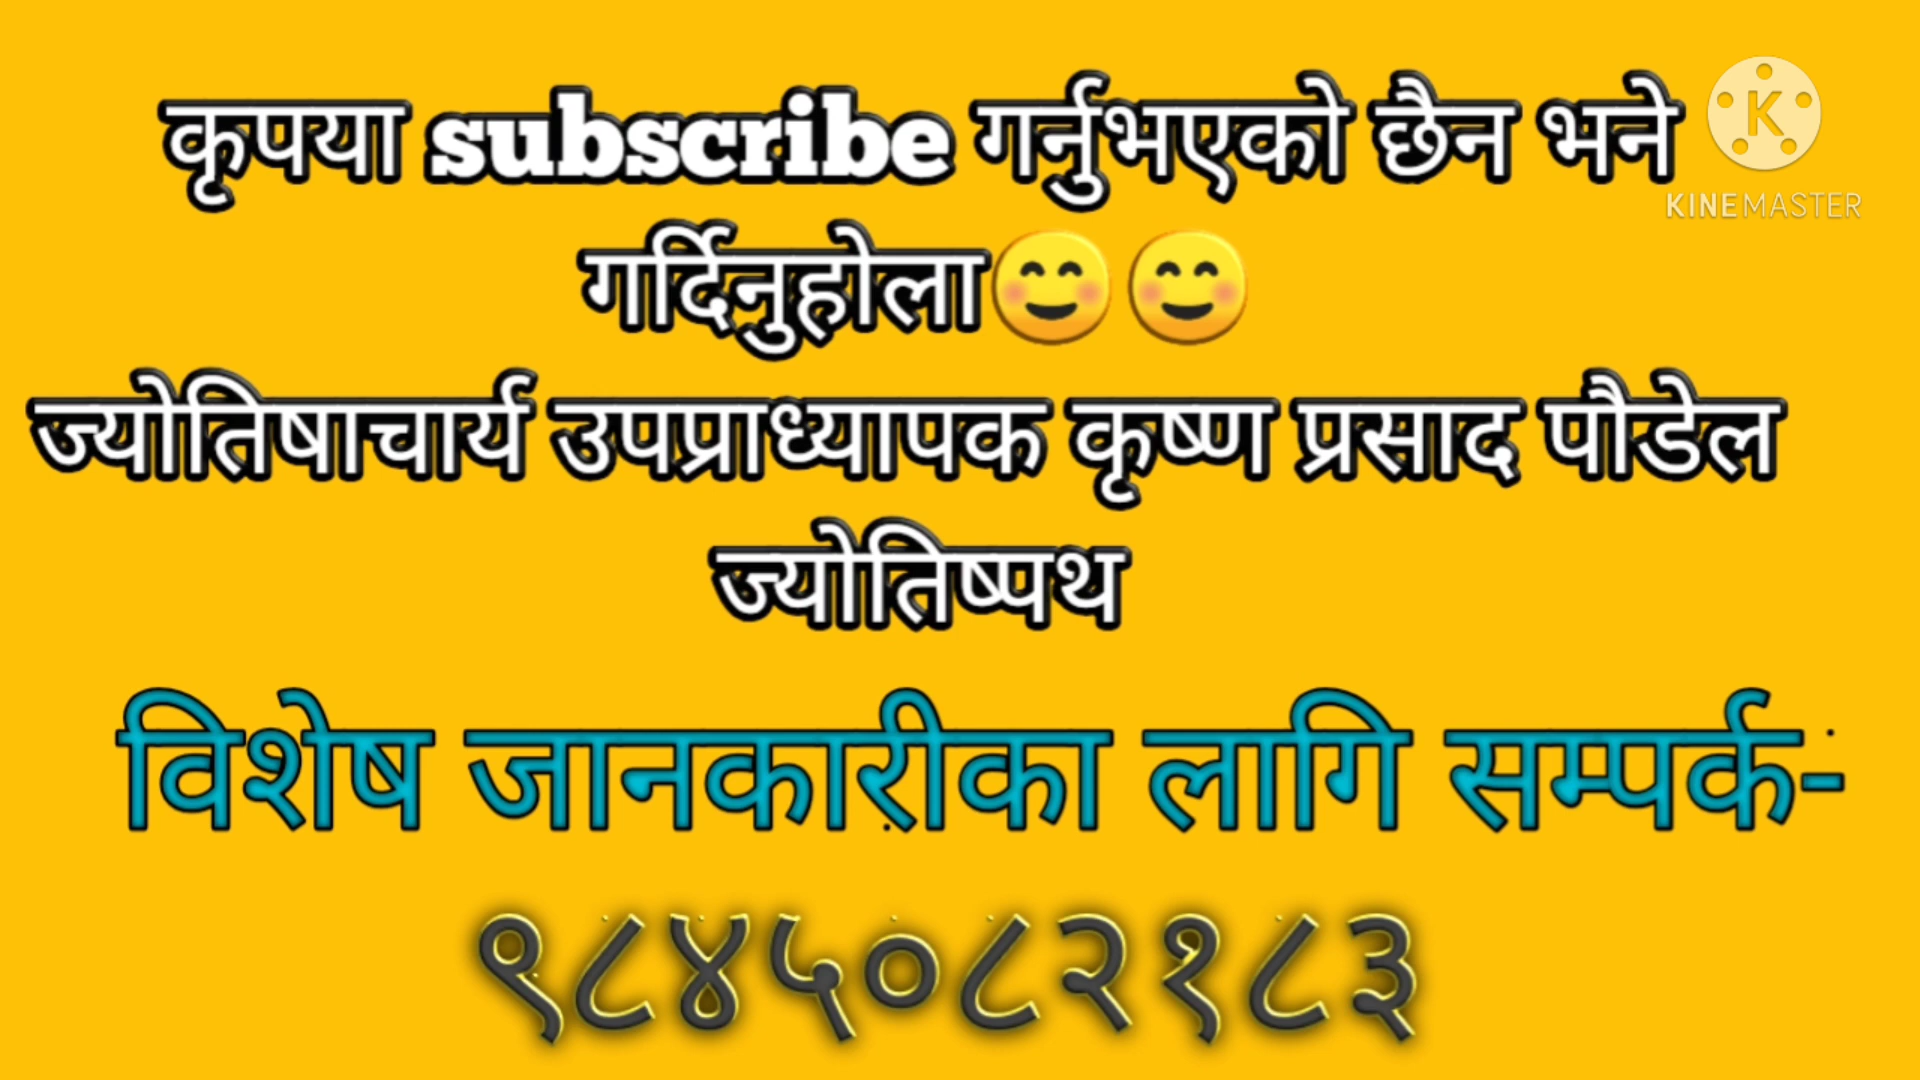 कृपया subscribe गर्नुभएको छैन भने
गर्दिनुहोला😊😊
ज्योतिषाचार्य उपप्राध्यापक कृष्ण प्रसाद पौडेल
ज्योतिष्पथ
विशेष जानकारीका लागि सम्पर्क-
९८४५०८२१८३
K
KINEMASTER